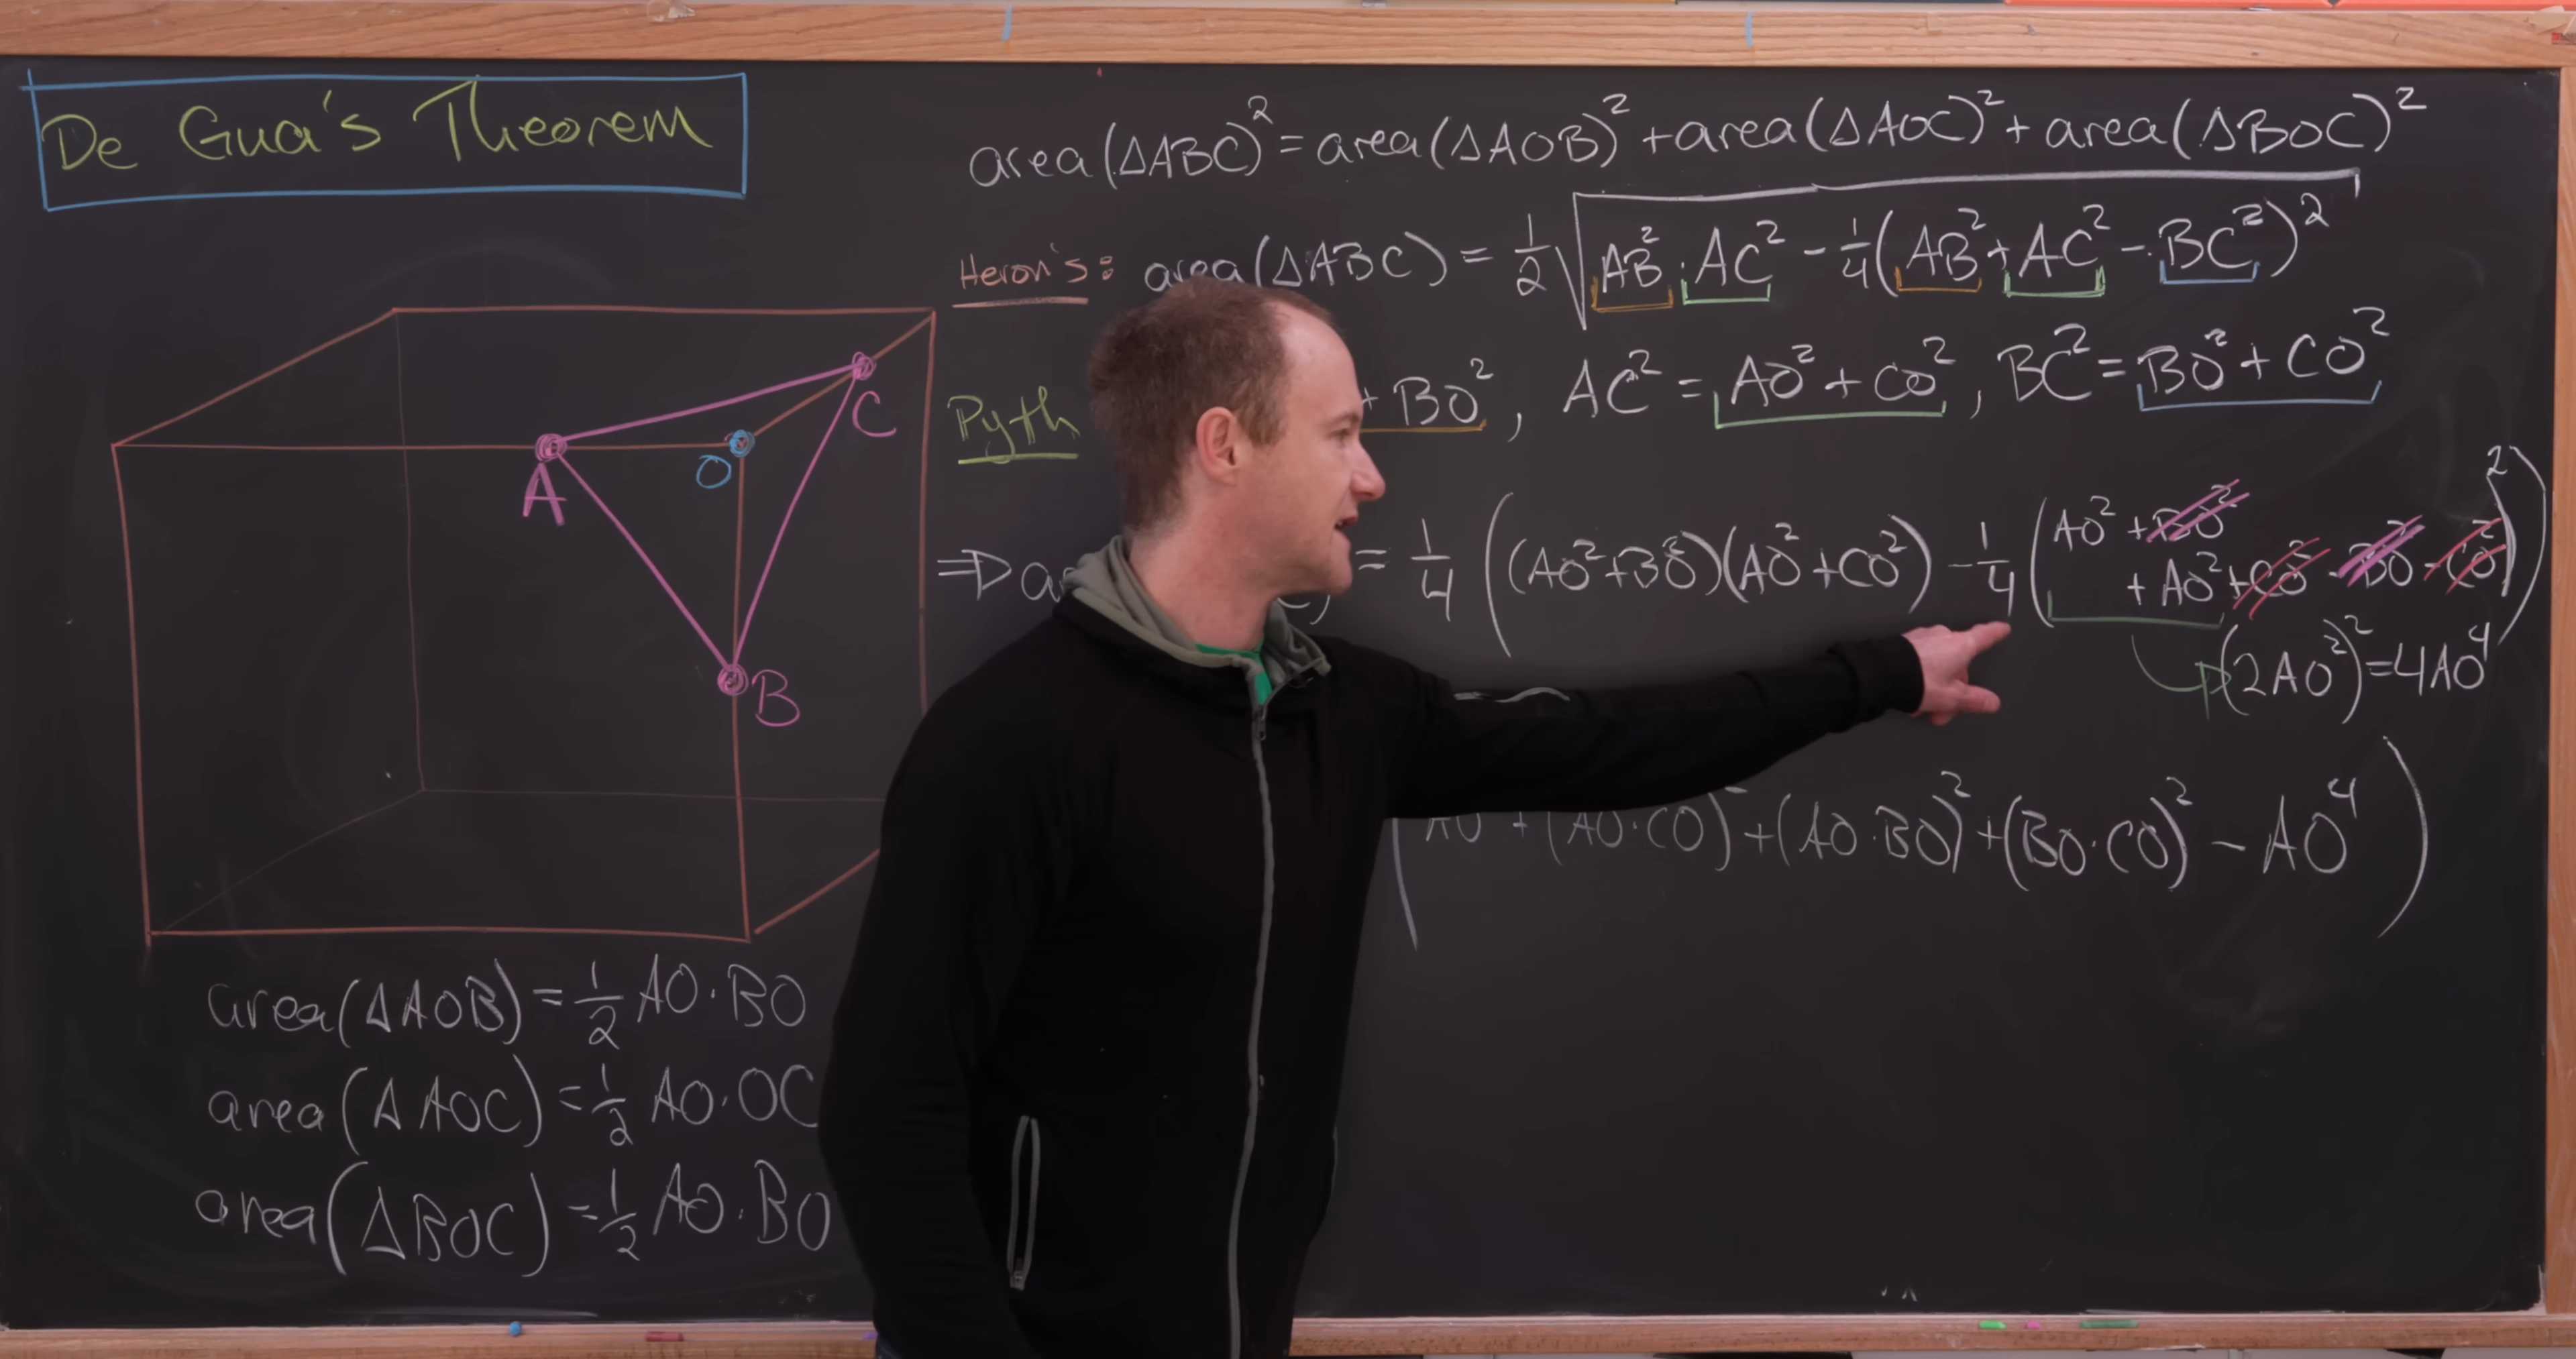 De Gua's Theorem
area(ΔABC)² = area(ΔAOB)² + area(ΔAOC)² + area(ΔBOC)²
Heron's: area(ΔABC) = 1/2 √(AB² · AC² - 1/4(AB² + AC² - BC²)²)
Pyth + BO², AC² = AO² + CO², BC² = BO² + CO²
⇒ = 1/4 ((AO² + BO²)(AO² + CO²) - 1/4(AO² + BO²
+ AO² + CO² - BO² - CO²)²)
(2AO²)² = 4AO⁴
(AO + (AO·CO)² + (AO·BO)² + (BO·CO)² - AO⁴)
A
O
C
B
area(ΔAOB) = 1/2 AO·BO
area(ΔAOC) = 1/2 AO·OC
area(ΔBOC) = 1/2 AO·BO